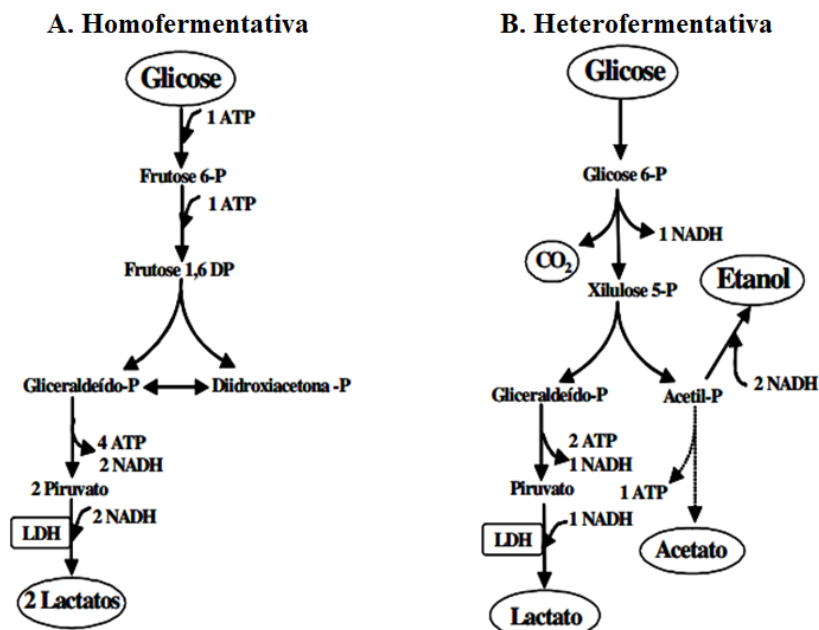 A. Homofermentativa
Glicose
1 ATP
Frutose 6-P
1 ATP
Frutose 1,6 DP
Gliceraldeído-P
Diidroxiacetona -P
4 ATP
2 NADH
2 Piruvato
2 NADH
LDH
2 Lactatos
B. Heterofermentativa
Glicose
Glicose 6-P
1 NADH
CO₂
Xilulose 5-P
Etanol
Gliceraldeído-P
Acetil-P
2 NADH
2 ATP
1 NADH
Piruvato
1 ATP
1 NADH
LDH
Acetato
Lactato